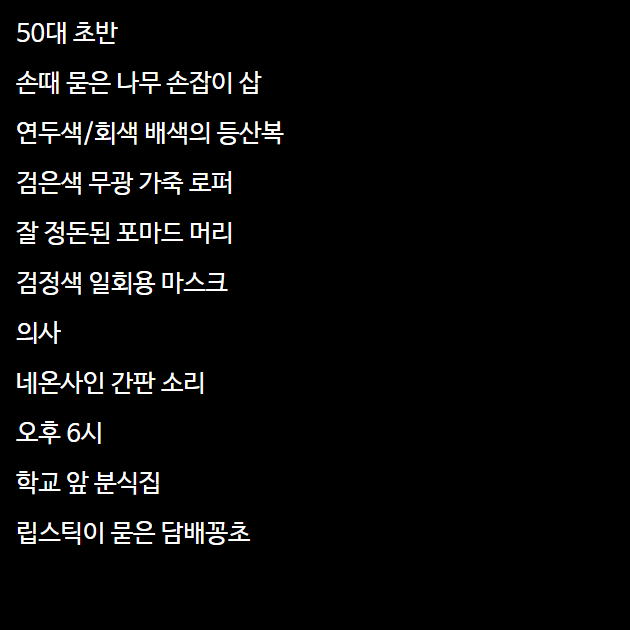 50대 초반
손때 묻은 나무 손잡이 삽
연두색/회색 배색의 등산복
검은색 무광 가죽 로퍼
잘 정돈된 포마드 머리
검정색 일회용 마스크
의사
네온사인 간판 소리
오후 6시
학교 앞 분식집
립스틱이 묻은 담배꽁초